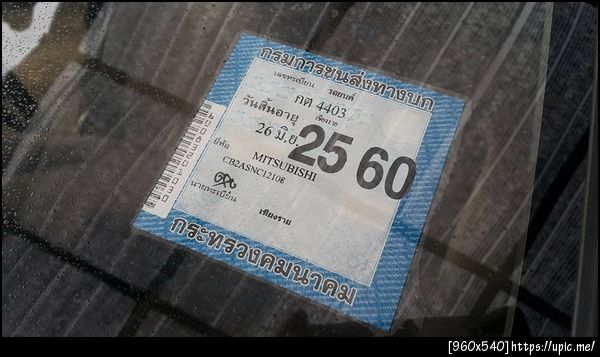 กรมการขนส่งทางบก
เลขทะเบียน รถยนต์
กต 4403
วันสิ้นอายุ เชียงราย
26 มิ.ย. 25 60
ยี่ห้อ MITSUBISHI
CB2ASNC12108
นายทะเบียน
เชียงราย
กระทรวงคมนาคม
[960x540]https://upic.me/